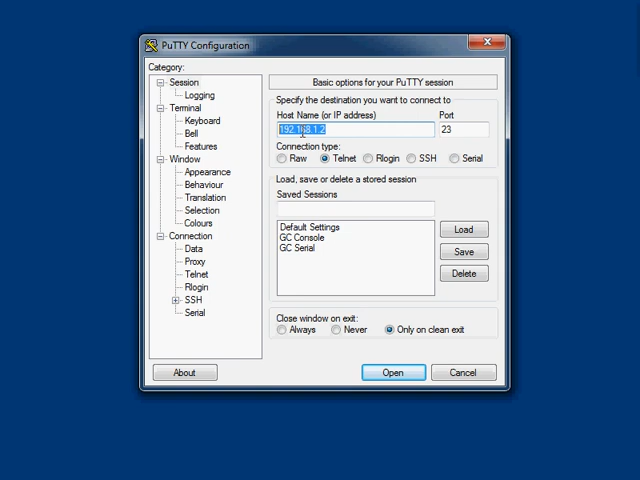 PuTTY Configuration
Category:
Session
Logging
Terminal
Keyboard
Bell
Features
Window
Appearance
Behaviour
Translation
Selection
Colours
Connection
Data
Proxy
Telnet
Rlogin
SSH
Serial
Basic options for your PuTTY session
Specify the destination you want to connect to
Host Name (or IP address) Port
192.168.1.2 23
Connection type:
Raw Telnet Rlogin SSH Serial
Load, save or delete a stored session
Saved Sessions
Default Settings
GC Console
GC Serial
Load
Save
Delete
Close window on exit:
Always Never Only on clean exit
About Open Cancel